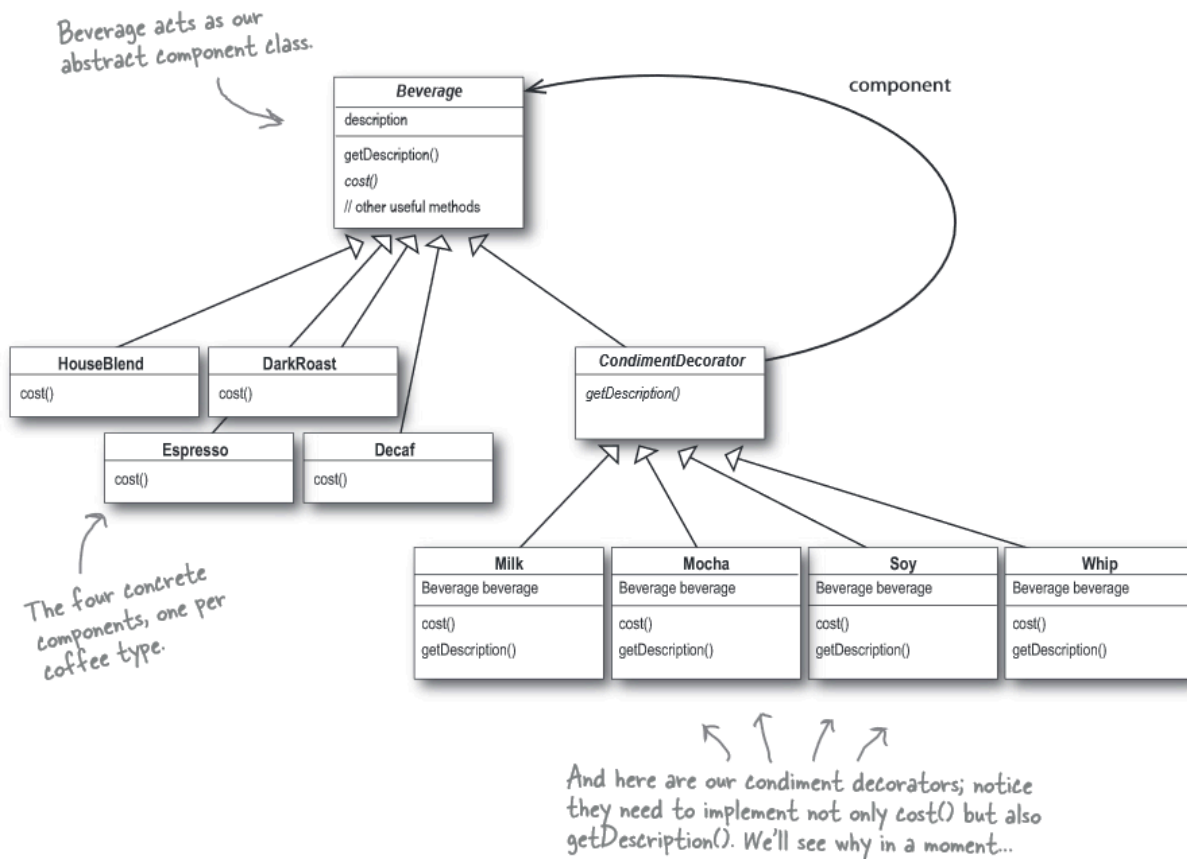 Beverage acts as our
abstract component class.
component
Beverage
description
getDescription()
cost()
// other useful methods
HouseBlend
cost()
DarkRoast
cost()
CondimentDecorator
getDescription()
Espresso
cost()
Decaf
cost()
The four concrete
components, one per
coffee type.
Milk
Beverage beverage
cost()
getDescription()
Mocha
Beverage beverage
cost()
getDescription()
Soy
Beverage beverage
cost()
getDescription()
Whip
Beverage beverage
cost()
getDescription()
And here are our condiment decorators; notice
they need to implement not only cost() but also
getDescription(). We'll see why in a moment...